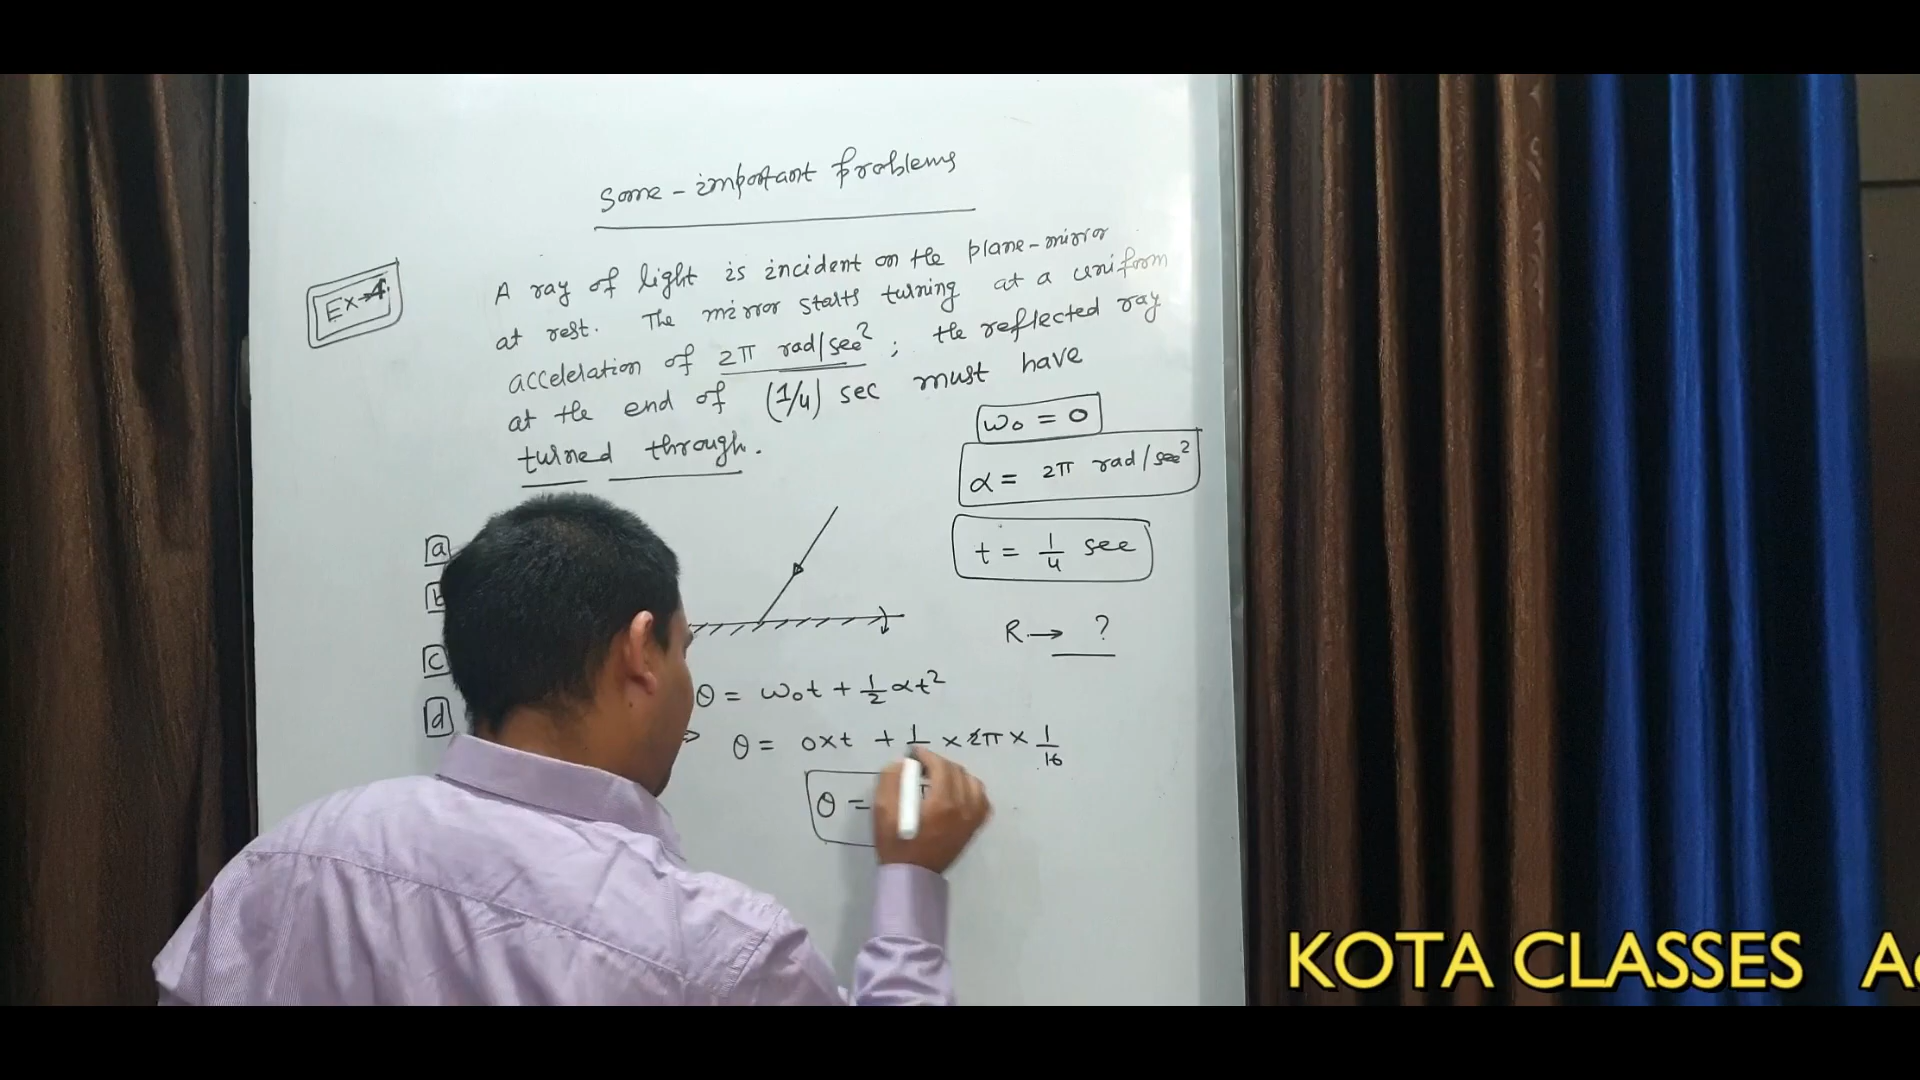 Some - important problems
Ex→4.
A ray of light is incident on the plane-mirror
at rest. The mirror starts turning at a uniform
acceleration of 2π rad/sec² ; the reflected ray
at the end of (1/4) sec must have
turned through.
ω₀ = 0
α = 2π rad/sec²
t = 1/4 sec
R → ?
a
b
c
d
θ = ω₀t + 1/2 αt²
⇒ θ = 0×t + 1/ × 2π × 1/16
θ =
KOTA CLASSES